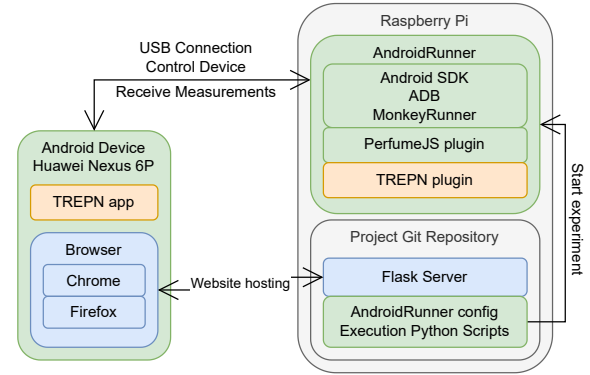 Raspberry Pi
USB Connection
Control Device
Receive Measurements
AndroidRunner
Android SDK
ADB
MonkeyRunner
PerfumeJS plugin
TREPN plugin
Android Device
Huawei Nexus 6P
TREPN app
Browser
Chrome
Firefox
Website hosting
Project Git Repository
Flask Server
AndroidRunner config
Execution Python Scripts
Start experiment